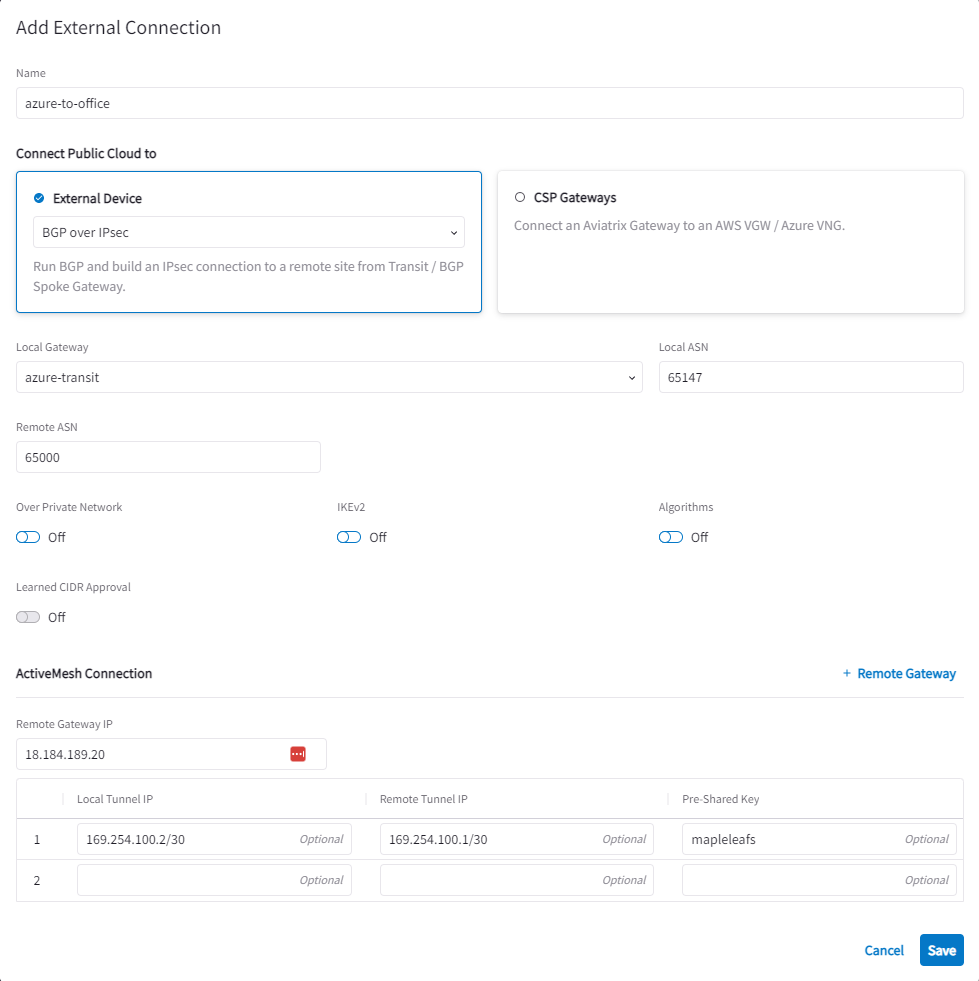 Add External Connection
Name
azure-to-office
Connect Public Cloud to
External Device
BGP over IPsec
Run BGP and build an IPsec connection to a remote site from Transit / BGP
Spoke Gateway.
CSP Gateways
Connect an Aviatrix Gateway to an AWS VGW / Azure VNG.
Local Gateway
azure-transit
Local ASN
65147
Remote ASN
65000
Over Private Network
Off
IKEv2
Off
Algorithms
Off
Learned CIDR Approval
Off
ActiveMesh Connection
+ Remote Gateway
Remote Gateway IP
18.184.189.20
Local Tunnel IP Remote Tunnel IP Pre-Shared Key
1 169.254.100.2/30 Optional 169.254.100.1/30 Optional mapleleafs Optional
2 Optional Optional Optional
Cancel Save